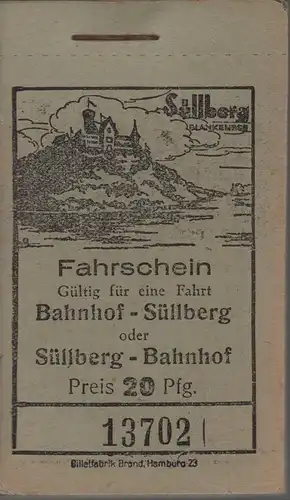 Süllberg
BLANKENESE
Fahrschein
Gültig für eine Fahrt
Bahnhof - Süllberg
oder
Süllberg - Bahnhof
Preis 20 Pfg.
13702
Billetfabrik Brand, Hamburg 23